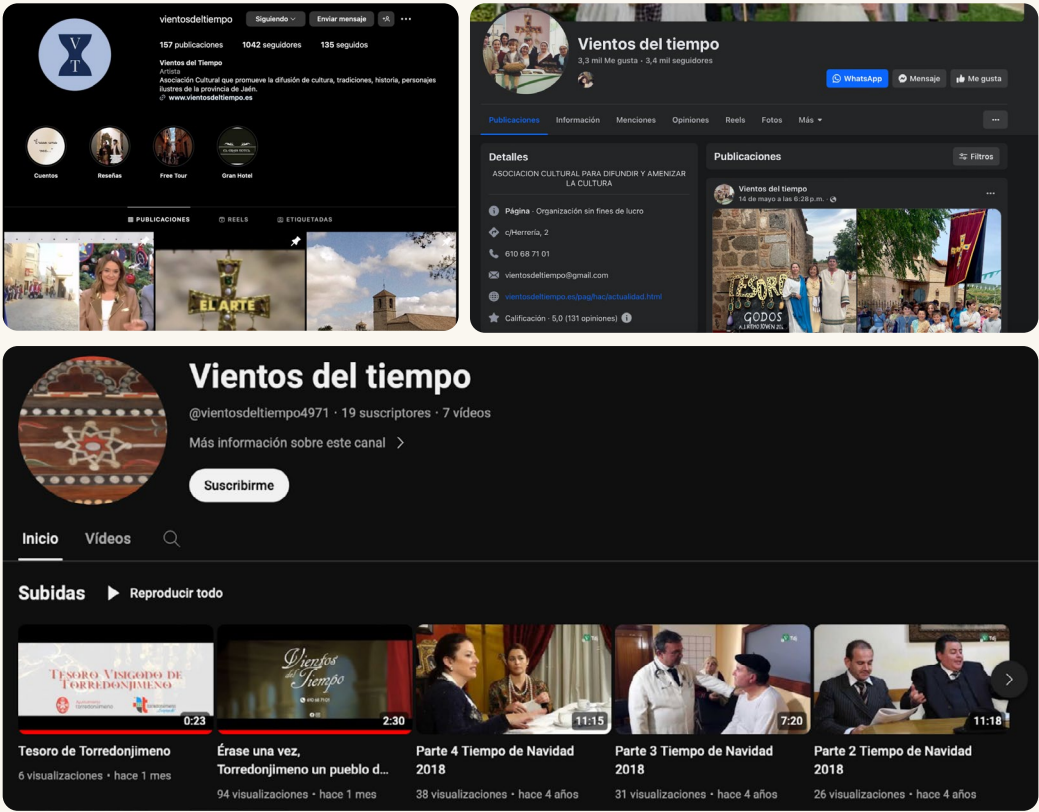 vientosdeltiempo
Siguiendo
Enviar mensaje
157 publicaciones
1042 seguidores
135 seguidos
Vientos del Tiempo
Artista
Asociación Cultural que promueve la difusión de cultura, tradiciones, historia, personajes
ilustres de la provincia de Jaén.
www.vientosdeltiempo.es
V
T
Cuentos
Reseñas
Free Tour
Gran Hotel
PUBLICACIONES
REELS
ETIQUETADAS
EL ARTE
Vientos del tiempo
3,3 mil Me gusta · 3,4 mil seguidores
WhatsApp
Mensaje
Me gusta
Publicaciones
Información
Menciones
Opiniones
Reels
Fotos
Más
Detalles
ASOCIACION CULTURAL PARA DIFUNDIR Y AMENIZAR
LA CULTURA
Página · Organización sin fines de lucro
c/Herrería, 2
610 68 71 01
vientosdeltiempo@gmail.com
vientosdeltiempo.es/pag/hac/actualidad.html
Calificación · 5,0 (131 opiniones)
Publicaciones
Filtros
Vientos del tiempo
14 de mayo a las 6:28 p.m. ·
TESORO
GODOS
Vientos del tiempo
@vientosdeltiempo4971 · 19 suscriptores · 7 vídeos
Más información sobre este canal
Suscribirme
Inicio
Vídeos
Subidas
Reproducir todo
TESORO VISIGODO DE
TORREDONJIMENO
0:23
Tesoro de Torredonjimeno
6 visualizaciones • hace 1 mes
Vientos
del Tiempo
2:30
Érase una vez,
Torredonjimeno un pueblo d...
94 visualizaciones • hace 1 mes
11:15
Parte 4 Tiempo de Navidad
2018
38 visualizaciones • hace 4 años
7:20
Parte 3 Tiempo de Navidad
2018
31 visualizaciones • hace 4 años
11:18
Parte 2 Tiempo de Navidad
2018
26 visualizaciones • hace 4 años